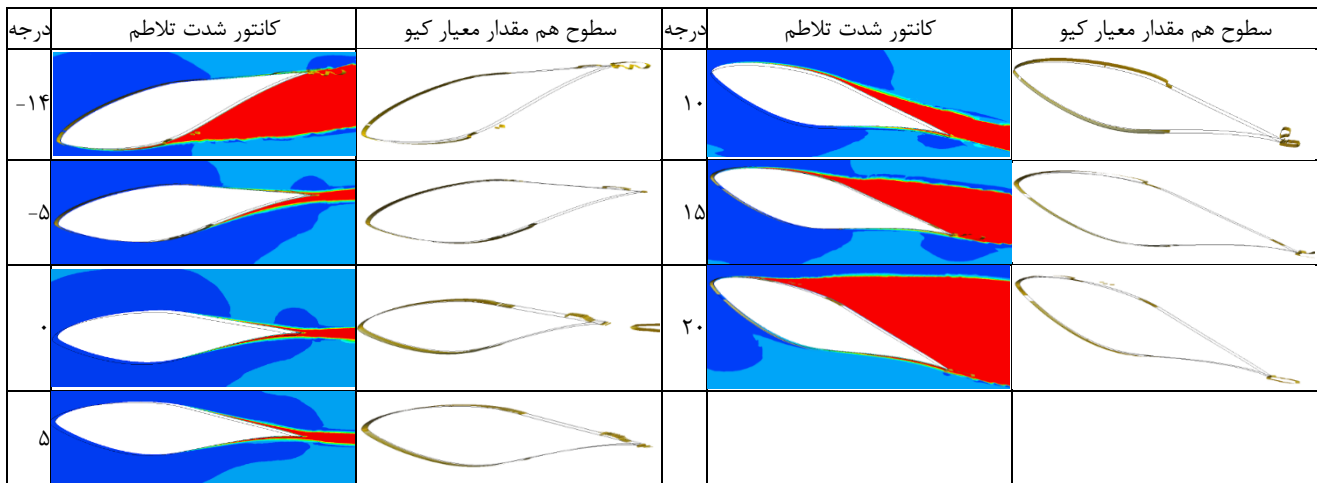 درجه
کانتور شدت تلاطم
سطوح هم مقدار معیار کیو
درجه
کانتور شدت تلاطم
سطوح هم مقدار معیار کیو
-۱۴
۱۰
-۵
۱۵
۰
۲۰
۵